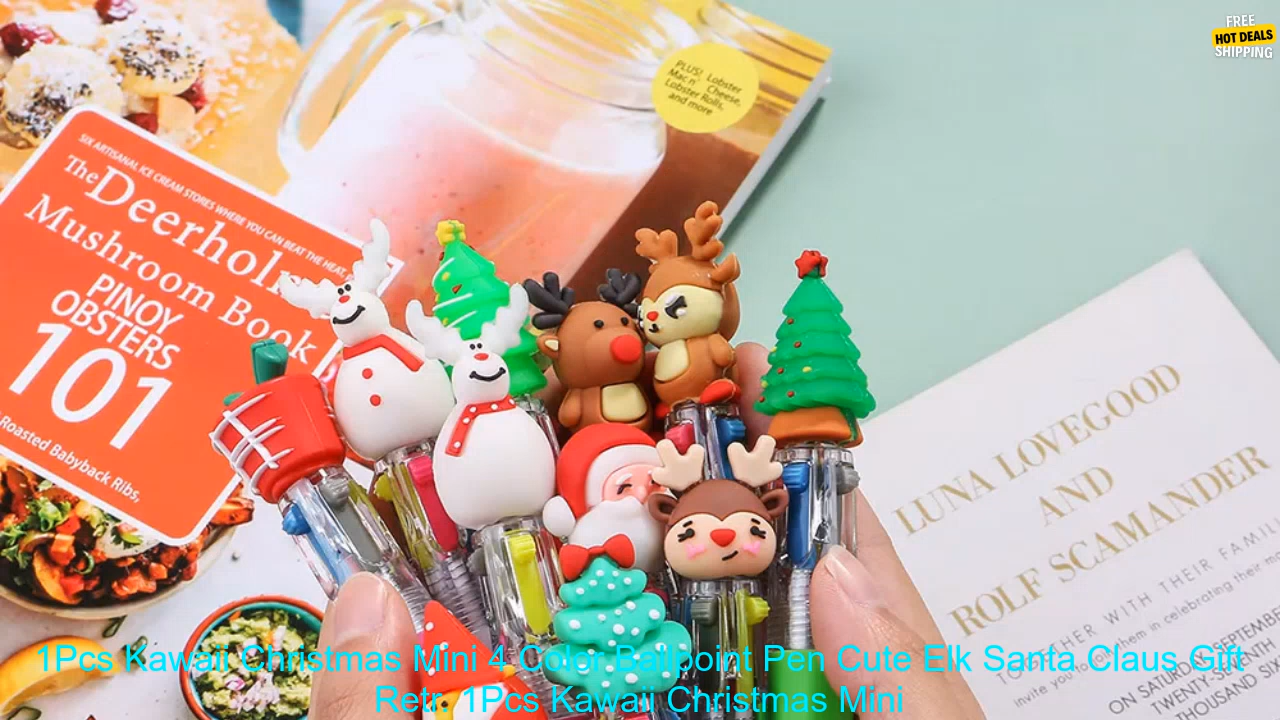 FREE
HOT DEALS
SHIPPING
PLUS! Lobster
Mac n' Cheese,
Lobster Rolls,
and more
SIX ARTISANAL ICE CREAM STORES WHERE YOU CAN BEAT THE HEAT,
The Deerholm
Mushroom Book
PINOY
OBSTERS
101
Roasted Babyback Ribs,
LUNA LOVEGOOD
AND
ROLF SCAMANDER
TOGETHER WITH THEIR FAMIL
invite you to join them in celebrating their m
ON SATURDAY SEPTEMBER
TWENTY-SEVENTH
THOUSAND SIX
1Pcs Kawaii Christmas Mini 4 Color Ballpoint Pen Cute Elk Santa Claus Gift
Retr. 1Pcs Kawaii Christmas Mini